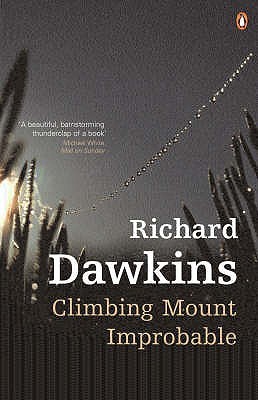 'A beautiful, barnstorming
thunderclap of a book'
Michael White,
Mail on Sunday
Richard
Dawkins
Climbing Mount
Improbable